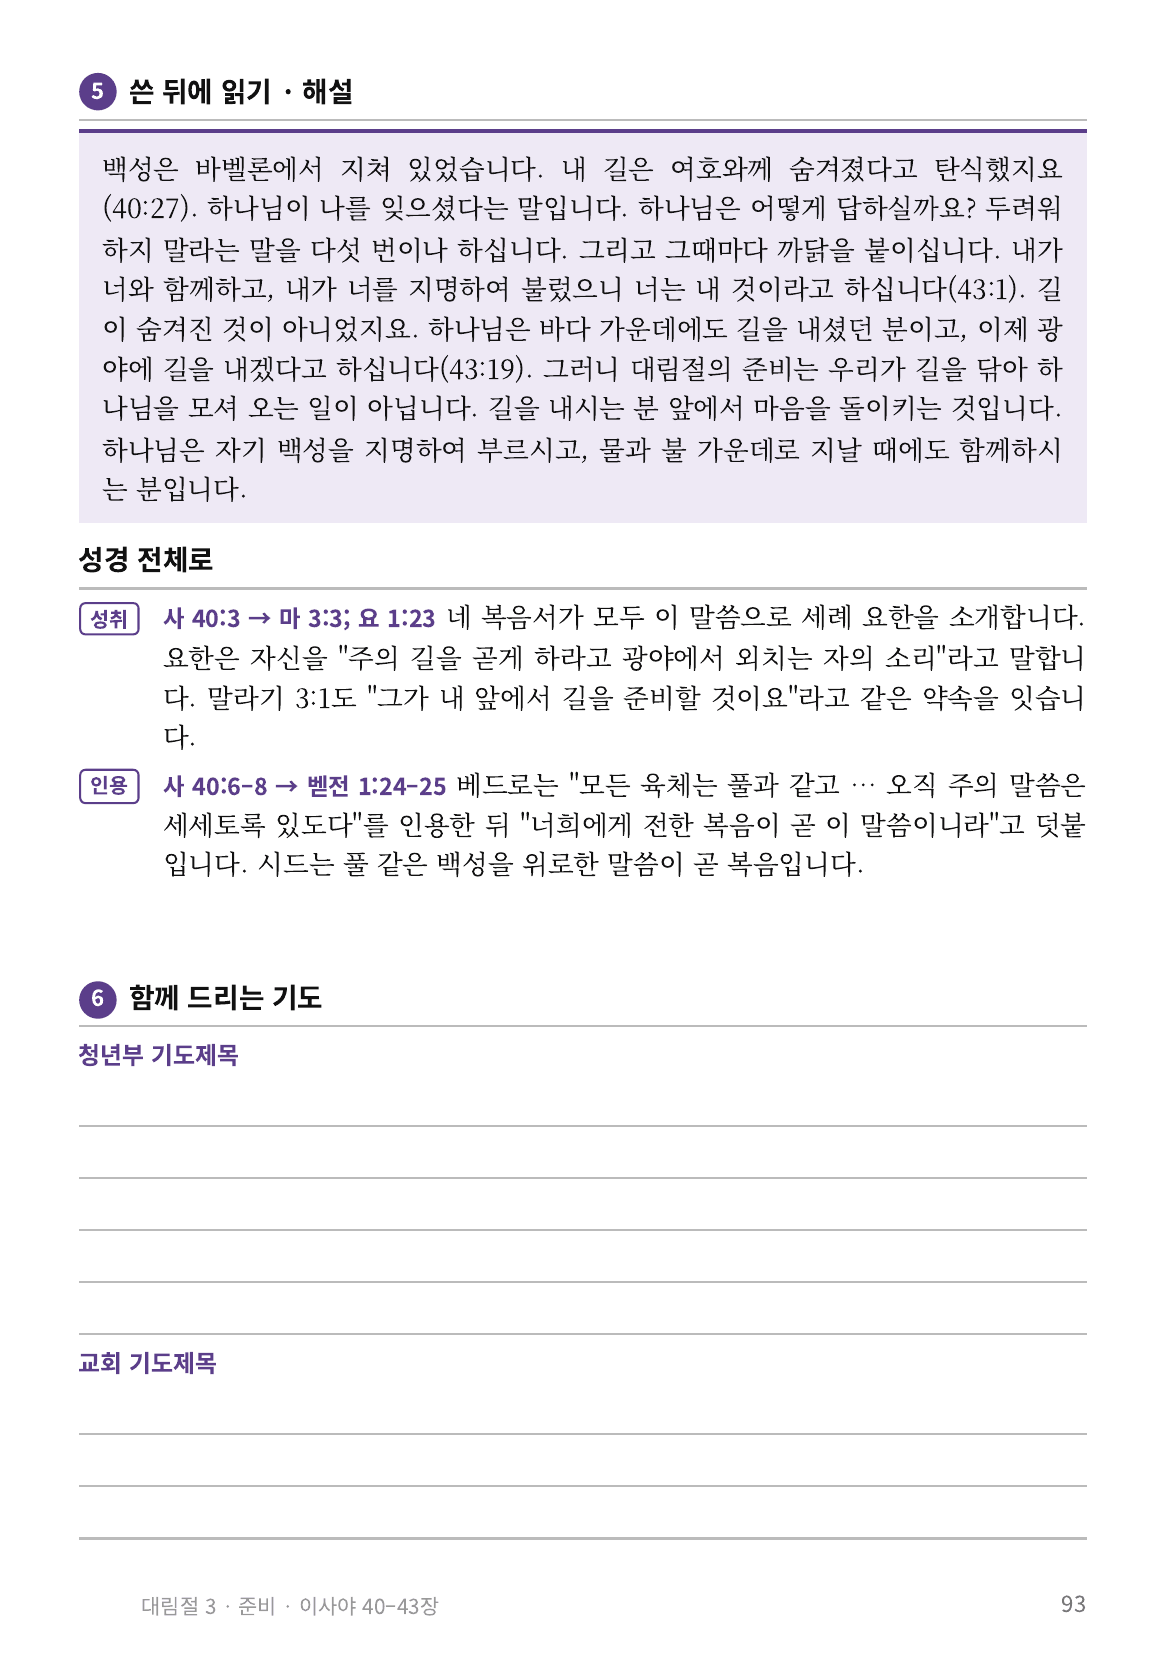 5 쓴 뒤에 읽기 · 해설
백성은 바벨론에서 지쳐 있었습니다. 내 길은 여호와께 숨겨졌다고 탄식했지요
(40:27). 하나님이 나를 잊으셨다는 말입니다. 하나님은 어떻게 답하실까요? 두려워
하지 말라는 말을 다섯 번이나 하십니다. 그리고 그때마다 까닭을 붙이십니다. 내가
너와 함께하고, 내가 너를 지명하여 불렀으니 너는 내 것이라고 하십니다(43:1). 길
이 숨겨진 것이 아니었지요. 하나님은 바다 가운데에도 길을 내셨던 분이고, 이제 광
야에 길을 내겠다고 하십니다(43:19). 그러니 대림절의 준비는 우리가 길을 닦아 하
나님을 모셔 오는 일이 아닙니다. 길을 내시는 분 앞에서 마음을 돌이키는 것입니다.
하나님은 자기 백성을 지명하여 부르시고, 물과 불 가운데로 지날 때에도 함께하시
는 분입니다.
성경 전체로
성취 사 40:3 → 마 3:3; 요 1:23 네 복음서가 모두 이 말씀으로 세례 요한을 소개합니다.
요한은 자신을 "주의 길을 곧게 하라고 광야에서 외치는 자의 소리"라고 말합니
다. 말라기 3:1도 "그가 내 앞에서 길을 준비할 것이요"라고 같은 약속을 잇습니
다.
인용 사 40:6–8 → 벧전 1:24–25 베드로는 "모든 육체는 풀과 같고 … 오직 주의 말씀은
세세토록 있도다"를 인용한 뒤 "너희에게 전한 복음이 곧 이 말씀이니라"고 덧붙
입니다. 시드는 풀 같은 백성을 위로한 말씀이 곧 복음입니다.
6 함께 드리는 기도
청년부 기도제목
교회 기도제목
대림절 3 · 준비 · 이사야 40–43장
93